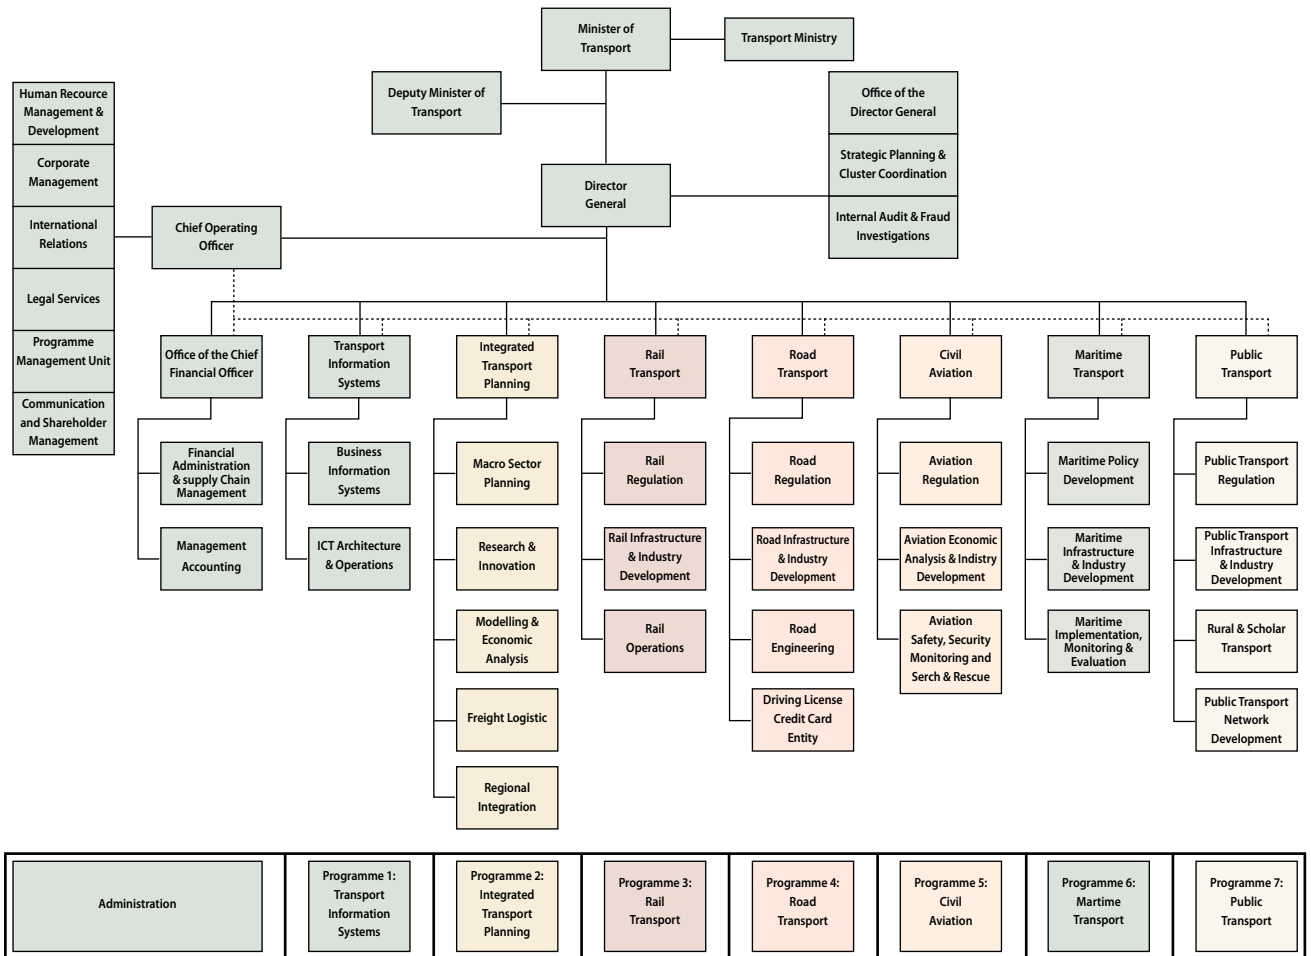 Minister of
Transport
Transport Ministry
Deputy Minister of
Transport
Office of the
Director General
Strategic Planning &
Cluster Coordination
Internal Audit & Fraud
Investigations
Director
General
Human Recource
Management &
Development
Corporate
Management
International
Relations
Legal Services
Programme
Management Unit
Communication
and Shareholder
Management
Chief Operating
Officer
Office of the Chief
Financial Officer
Transport
Information
Systems
Integrated
Transport
Planning
Rail
Transport
Road
Transport
Civil
Aviation
Maritime
Transport
Public
Transport
Financial
Administration
& supply Chain
Management
Management
Accounting
Business
Information
Systems
ICT Architecture
& Operations
Macro Sector
Planning
Research &
Innovation
Modelling &
Economic
Analysis
Freight Logistic
Regional
Integration
Rail
Regulation
Rail Infrastructure
& Industry
Development
Rail
Operations
Road
Regulation
Road Infrastructure
& Industry
Development
Road
Engineering
Driving License
Credit Card
Entity
Aviation
Regulation
Aviation Economic
Analysis & Indistry
Development
Aviation
Safety, Security
Monitoring and
Serch & Rescue
Maritime Policy
Development
Maritime
Infrastructure
& Industry
Development
Maritime
Implementation,
Monitoring &
Evaluation
Public Transport
Regulation
Public Transport
Infrastructure
& Industry
Development
Rural & Scholar
Transport
Public Transport
Network
Development
Administration
Programme 1:
Transport
Information
Systems
Programme 2:
Integrated
Transport
Planning
Programme 3:
Rail
Transport
Programme 4:
Road
Transport
Programme 5:
Civil
Aviation
Programme 6:
Martime
Transport
Programme 7:
Public
Transport